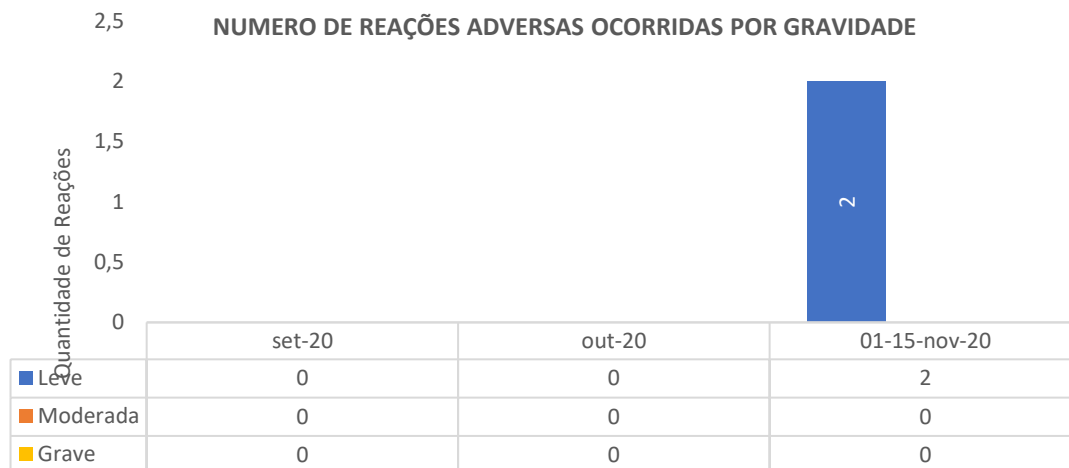 NUMERO DE REAÇÕES ADVERSAS OCORRIDAS POR GRAVIDADE
Quantidade de Reações
2,5
2
1,5
1
0,5
0
2
set-20 out-20 01-15-nov-20
Leve 0 0 2
Moderada 0 0 0
Grave 0 0 0